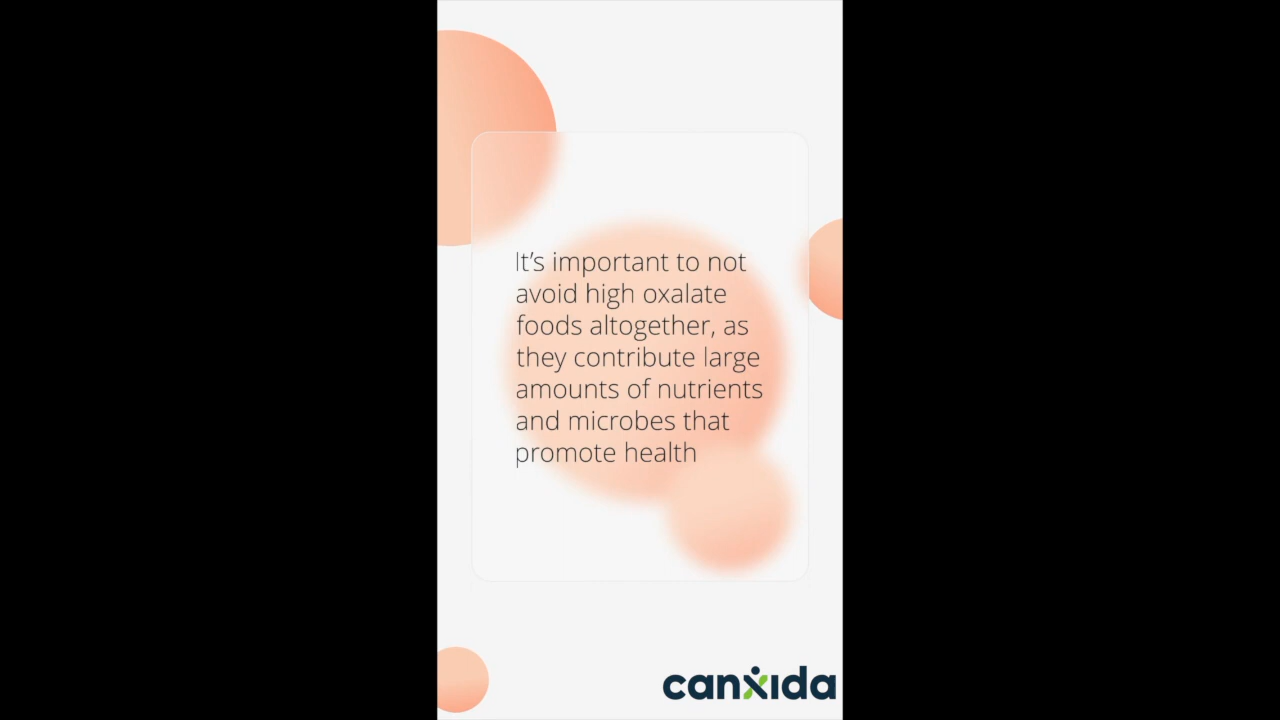 It's important to not
avoid high oxalate
foods altogether, as
they contribute large
amounts of nutrients
and microbes that
promote health
canxida